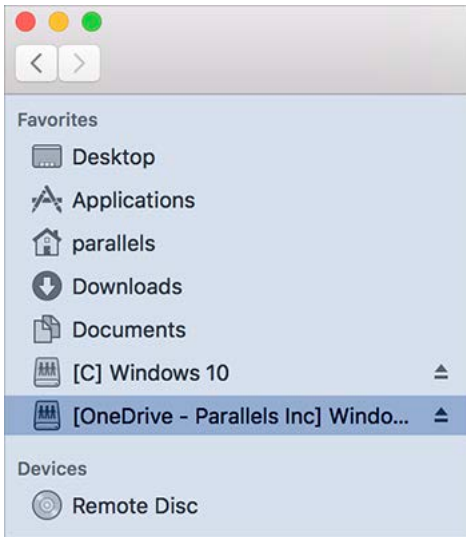 Favorites
Desktop
Applications
parallels
Downloads
Documents
[C] Windows 10
[OneDrive - Parallels Inc] Windo...
Devices
Remote Disc